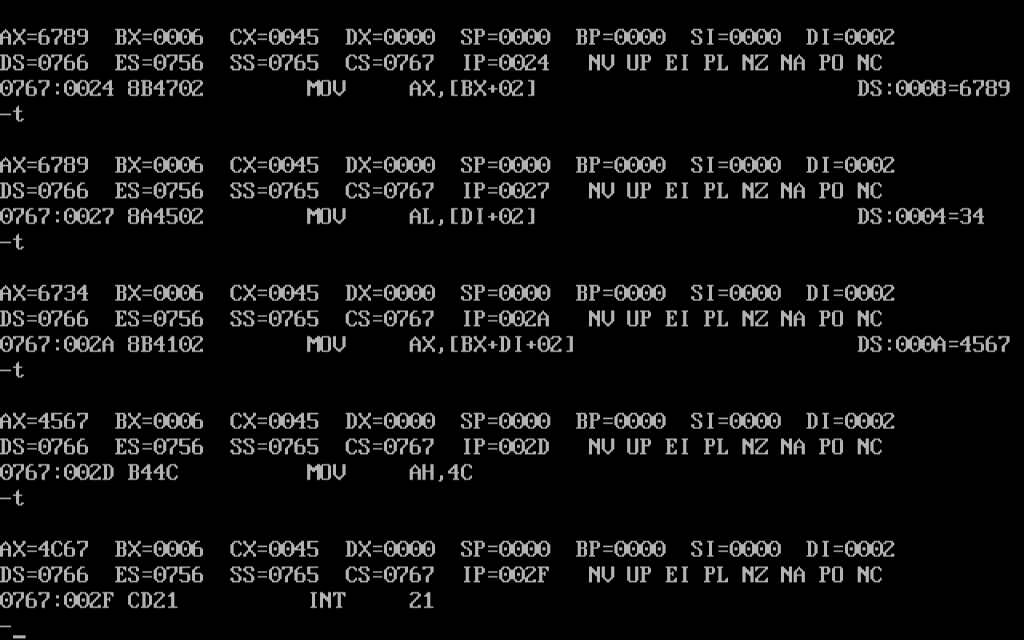 AX=6789  BX=0006  CX=0045  DX=0000  SP=0000  BP=0000  SI=0000  DI=0002
DS=0766  ES=0756  SS=0765  CS=0767  IP=0024   NV UP EI PL NZ NA PO NC
0767:0024 8B4702        MOV     AX,[BX+02]                         DS:0008=6789
-t
AX=6789  BX=0006  CX=0045  DX=0000  SP=0000  BP=0000  SI=0000  DI=0002
DS=0766  ES=0756  SS=0765  CS=0767  IP=0027   NV UP EI PL NZ NA PO NC
0767:0027 8A4502        MOV     AL,[DI+02]                         DS:0004=34
-t
AX=6734  BX=0006  CX=0045  DX=0000  SP=0000  BP=0000  SI=0000  DI=0002
DS=0766  ES=0756  SS=0765  CS=0767  IP=002A   NV UP EI PL NZ NA PO NC
0767:002A 8B4102        MOV     AX,[BX+DI+02]                      DS:000A=4567
-t
AX=4567  BX=0006  CX=0045  DX=0000  SP=0000  BP=0000  SI=0000  DI=0002
DS=0766  ES=0756  SS=0765  CS=0767  IP=002D   NV UP EI PL NZ NA PO NC
0767:002D B44C          MOV     AH,4C
-t
AX=4C67  BX=0006  CX=0045  DX=0000  SP=0000  BP=0000  SI=0000  DI=0002
DS=0766  ES=0756  SS=0765  CS=0767  IP=002F   NV UP EI PL NZ NA PO NC
0767:002F CD21          INT     21
-_